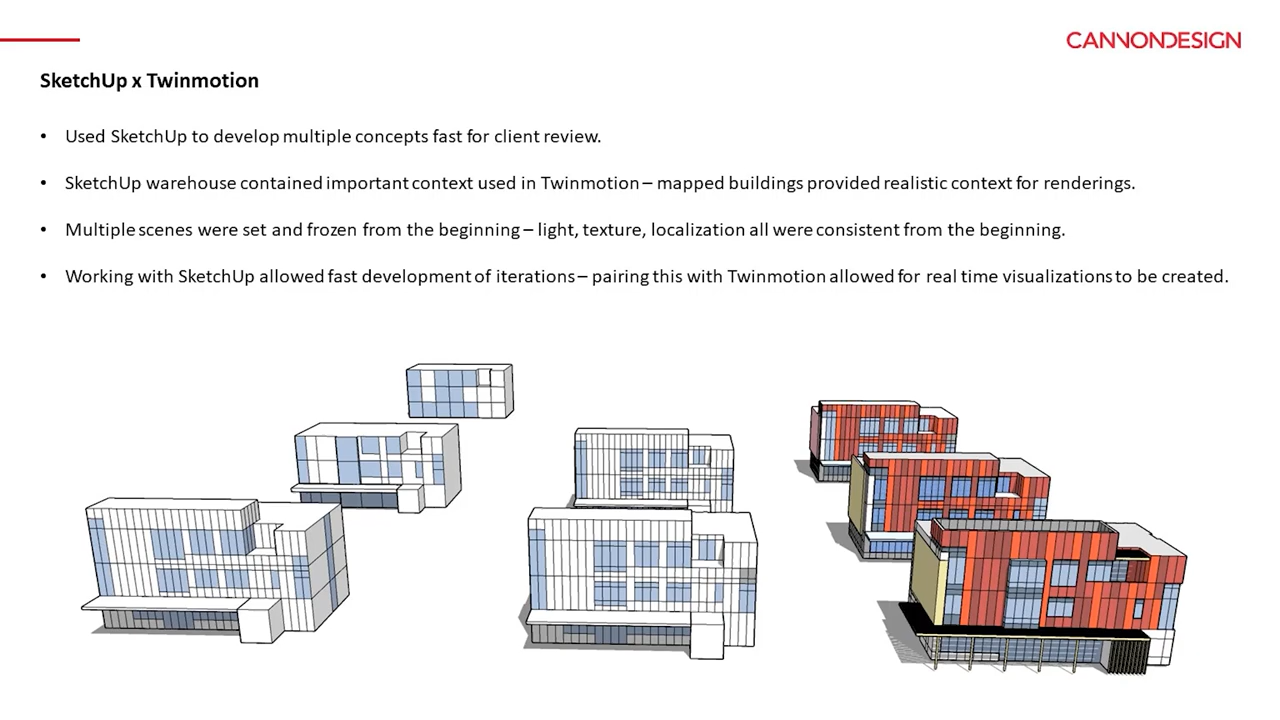 CANNONDESIGN
SketchUp x Twinmotion
• Used SketchUp to develop multiple concepts fast for client review.
• SketchUp warehouse contained important context used in Twinmotion – mapped buildings provided realistic context for renderings.
• Multiple scenes were set and frozen from the beginning – light, texture, localization all were consistent from the beginning.
• Working with SketchUp allowed fast development of iterations – pairing this with Twinmotion allowed for real time visualizations to be created.